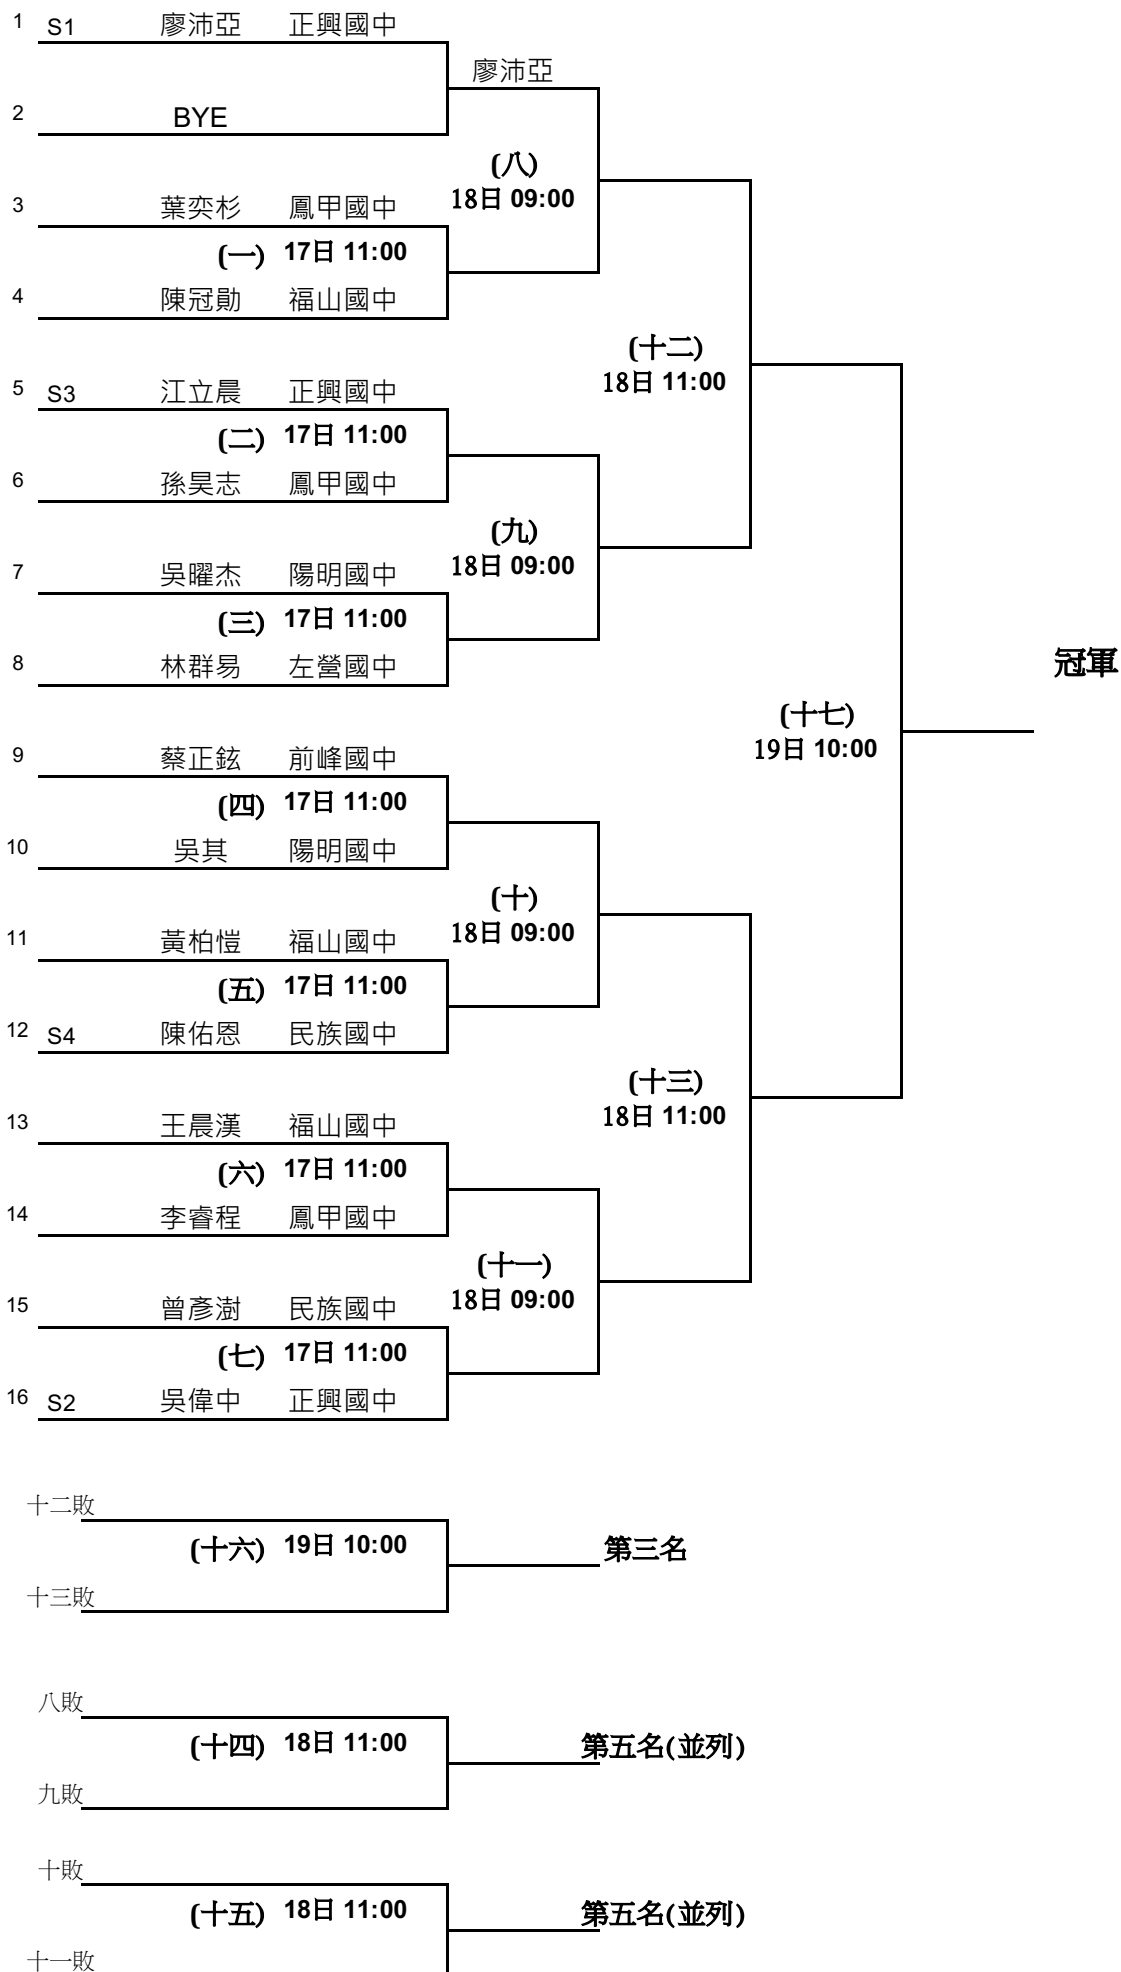 1 S1 廖沛亞 正興國中
廖沛亞
2 BYE
(八)
18日 09:00
3 葉奕杉 鳳甲國中
(一) 17日 11:00
4 陳冠勛 福山國中
(十二)
18日 11:00
5 S3 江立晨 正興國中
(二) 17日 11:00
6 孫昊志 鳳甲國中
(九)
18日 09:00
7 吳曜杰 陽明國中
(三) 17日 11:00
8 林群易 左營國中
冠軍
(十七)
19日 10:00
9 蔡正鉉 前峰國中
(四) 17日 11:00
10 吳其 陽明國中
(十)
18日 09:00
11 黃柏愷 福山國中
(五) 17日 11:00
12 S4 陳佑恩 民族國中
(十三)
18日 11:00
13 王晨漢 福山國中
(六) 17日 11:00
14 李睿程 鳳甲國中
(十一)
18日 09:00
15 曾彥澍 民族國中
(七) 17日 11:00
16 S2 吳偉中 正興國中
十二敗
(十六) 19日 10:00 第三名
十三敗
八敗
(十四) 18日 11:00 第五名(並列)
九敗
十敗
(十五) 18日 11:00 第五名(並列)
十一敗